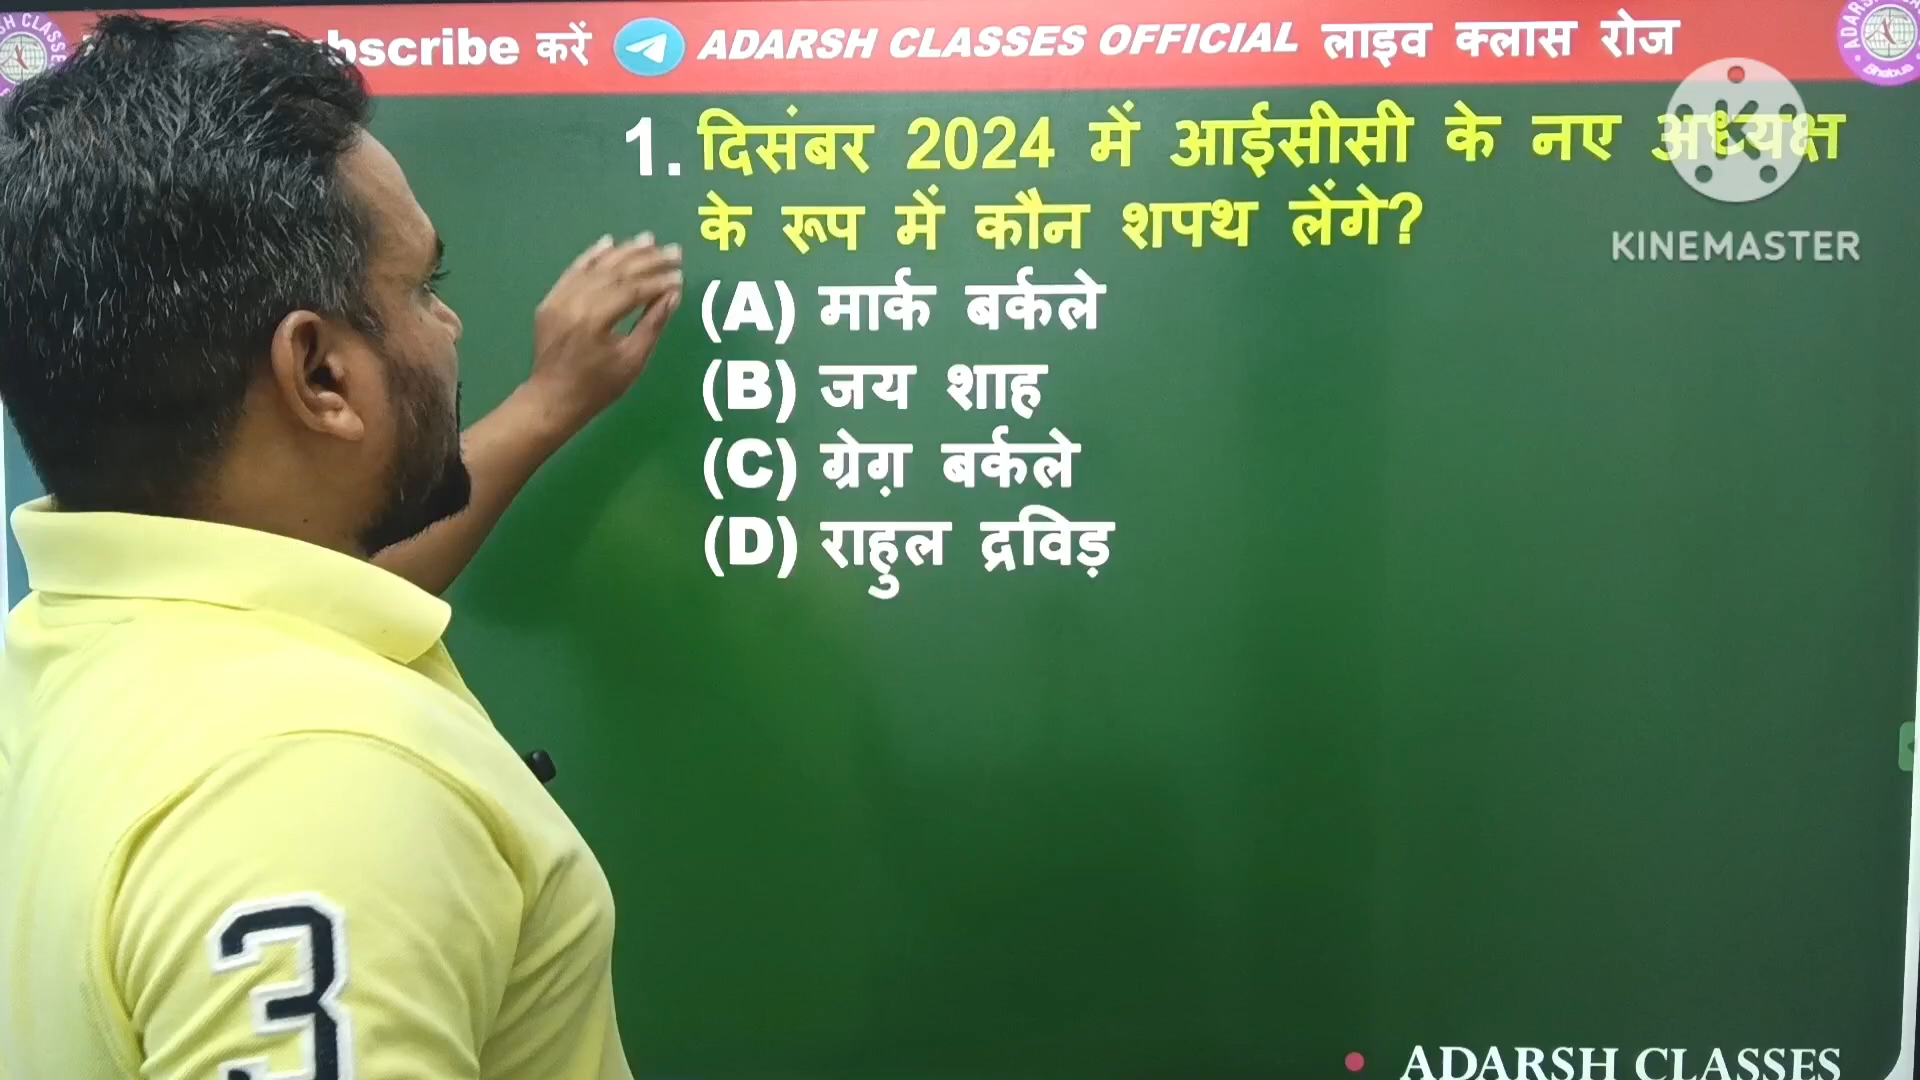 bscribe करें ADARSH CLASSES OFFICIAL लाइव क्लास रोज
1. दिसंबर 2024 में आईसीसी के नए अध्यक्ष
के रूप में कौन शपथ लेंगे?
KINEMASTER
(A) मार्क बर्कले
(B) जय शाह
(C) ग्रेग़ बर्कले
(D) राहुल द्रविड़
3
ADARSH CLASSES